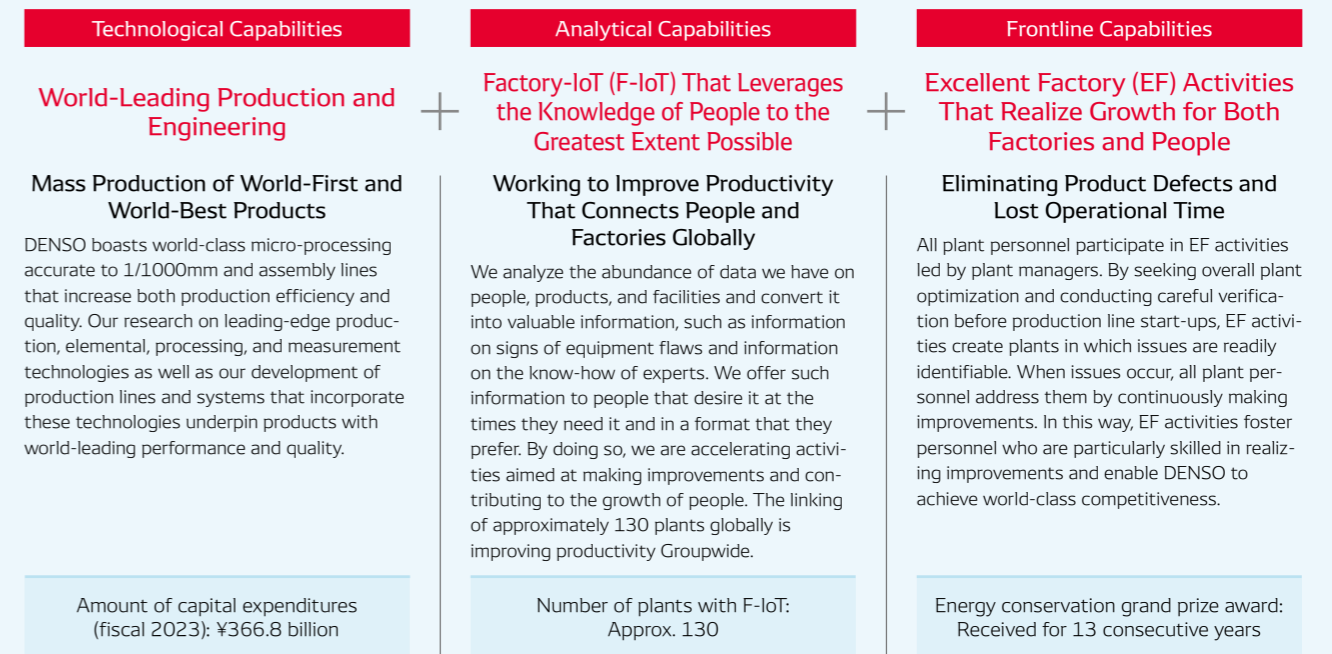 Technological Capabilities
World-Leading Production and
Engineering
Mass Production of World-First and
World-Best Products
DENSO boasts world-class micro-processing
accurate to 1/1000mm and assembly lines
that increase both production efficiency and
quality. Our research on leading-edge produc-
tion, elemental, processing, and measurement
technologies as well as our development of
production lines and systems that incorporate
these technologies underpin products with
world-leading performance and quality.
Amount of capital expenditures
(fiscal 2023): ¥366.8 billion
+
Analytical Capabilities
Factory-IoT (F-IoT) That Leverages
the Knowledge of People to the
Greatest Extent Possible
Working to Improve Productivity
That Connects People and
Factories Globally
We analyze the abundance of data we have on
people, products, and facilities and convert it
into valuable information, such as information
on signs of equipment flaws and information
on the know-how of experts. We offer such
information to people that desire it at the
times they need it and in a format that they
prefer. By doing so, we are accelerating activi-
ties aimed at making improvements and con-
tributing to the growth of people. The linking
of approximately 130 plants globally is
improving productivity Groupwide.
Number of plants with F-IoT:
Approx. 130
+
Frontline Capabilities
Excellent Factory (EF) Activities
That Realize Growth for Both
Factories and People
Eliminating Product Defects and
Lost Operational Time
All plant personnel participate in EF activities
led by plant managers. By seeking overall plant
optimization and conducting careful verifica-
tion before production line start-ups, EF activi-
ties create plants in which issues are readily
identifiable. When issues occur, all plant per-
sonnel address them by continuously making
improvements. In this way, EF activities foster
personnel who are particularly skilled in realiz-
ing improvements and enable DENSO to
achieve world-class competitiveness.
Energy conservation grand prize award:
Received for 13 consecutive years